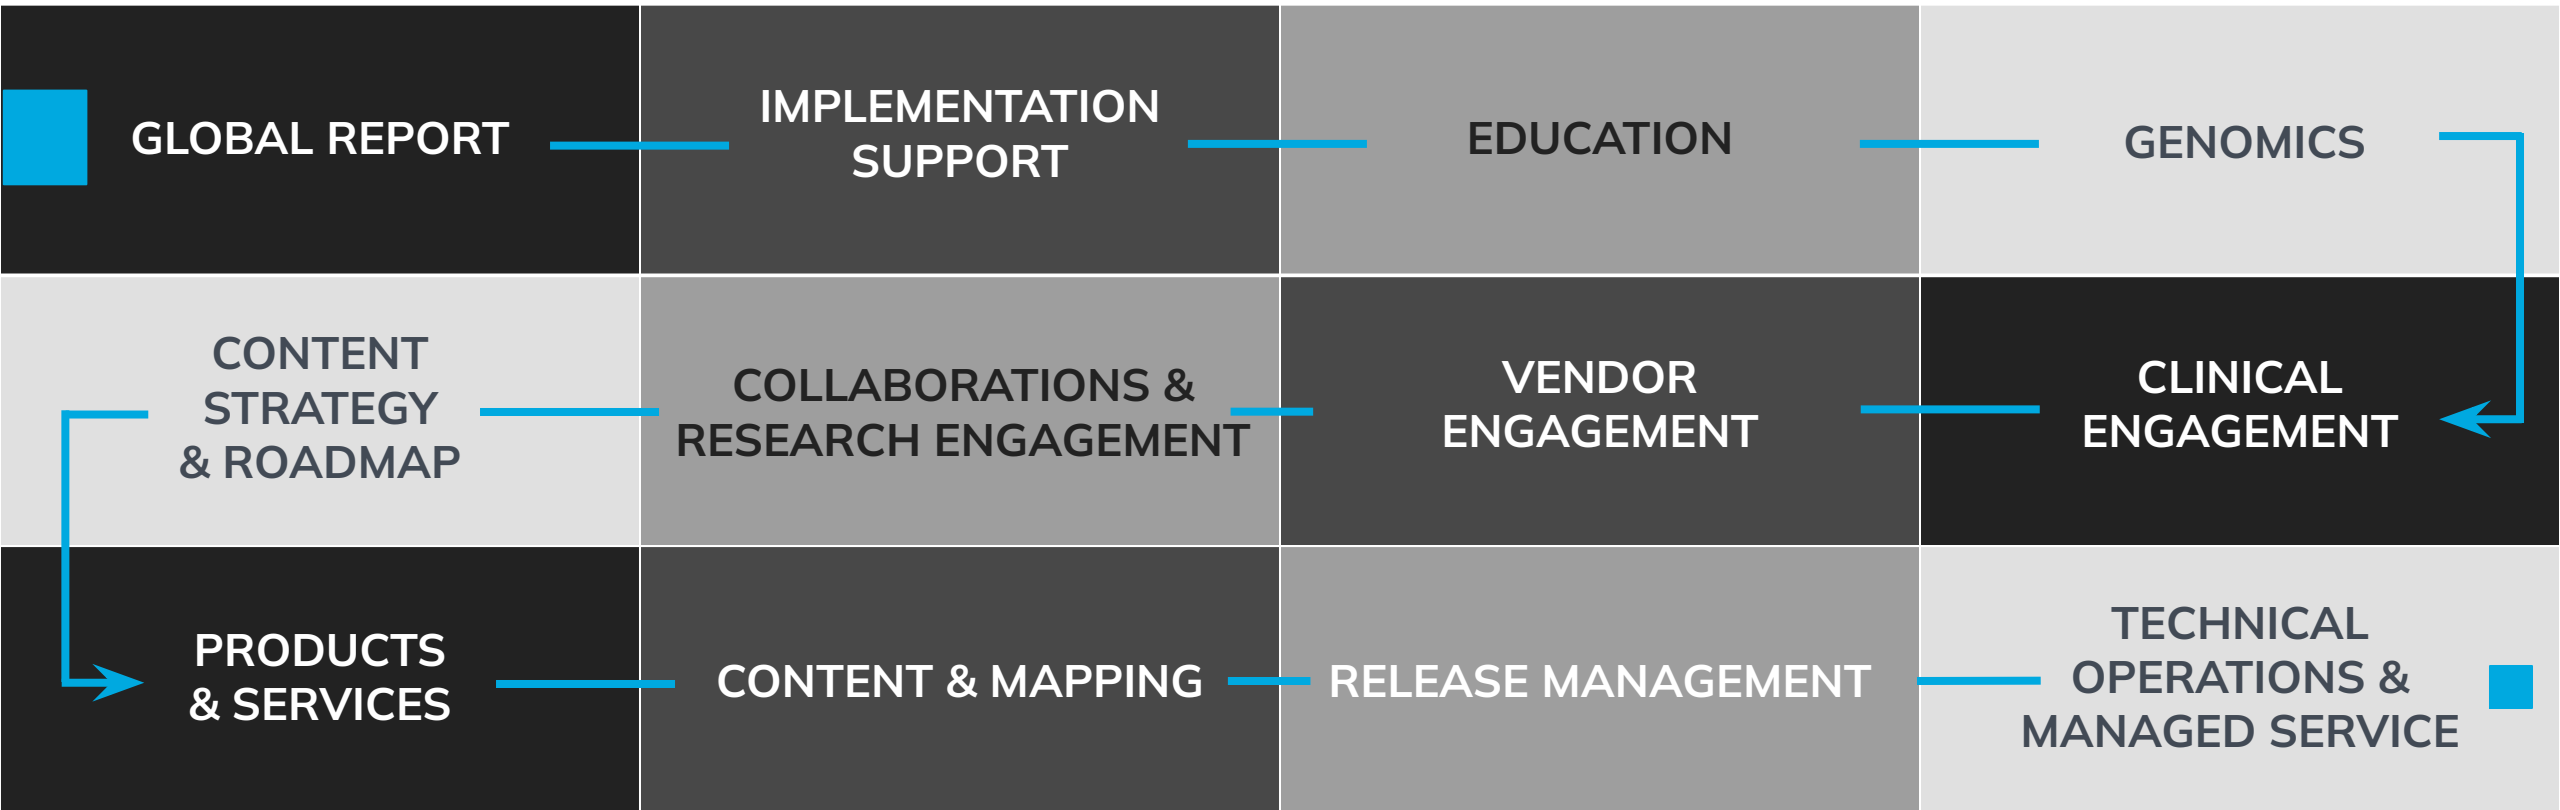 GLOBAL REPORT
IMPLEMENTATION
SUPPORT
EDUCATION
GENOMICS
CONTENT
STRATEGY
& ROADMAP
COLLABORATIONS &
RESEARCH ENGAGEMENT
VENDOR
ENGAGEMENT
CLINICAL
ENGAGEMENT
PRODUCTS
& SERVICES
CONTENT & MAPPING
RELEASE MANAGEMENT
TECHNICAL
OPERATIONS &
MANAGED SERVICE